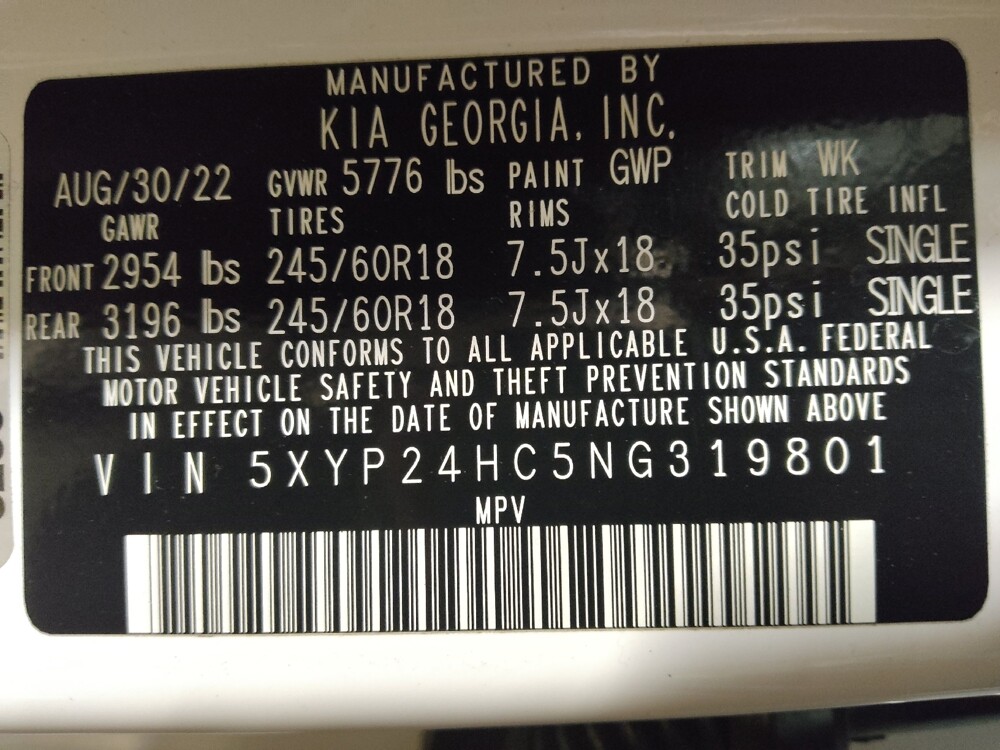 MANUFACTURED BY
KIA GEORGIA, INC.
AUG/30/22 GVWR 5776 lbs PAINT GWP TRIM WK
GAWR TIRES RIMS COLD TIRE INFL
FRONT 2954 lbs 245/60R18 7.5Jx18 35psi SINGLE
REAR 3196 lbs 245/60R18 7.5Jx18 35psi SINGLE
THIS VEHICLE CONFORMS TO ALL APPLICABLE U.S.A. FEDERAL
MOTOR VEHICLE SAFETY AND THEFT PREVENTION STANDARDS
IN EFFECT ON THE DATE OF MANUFACTURE SHOWN ABOVE
VIN 5XYP24HC5NG319801
MPV